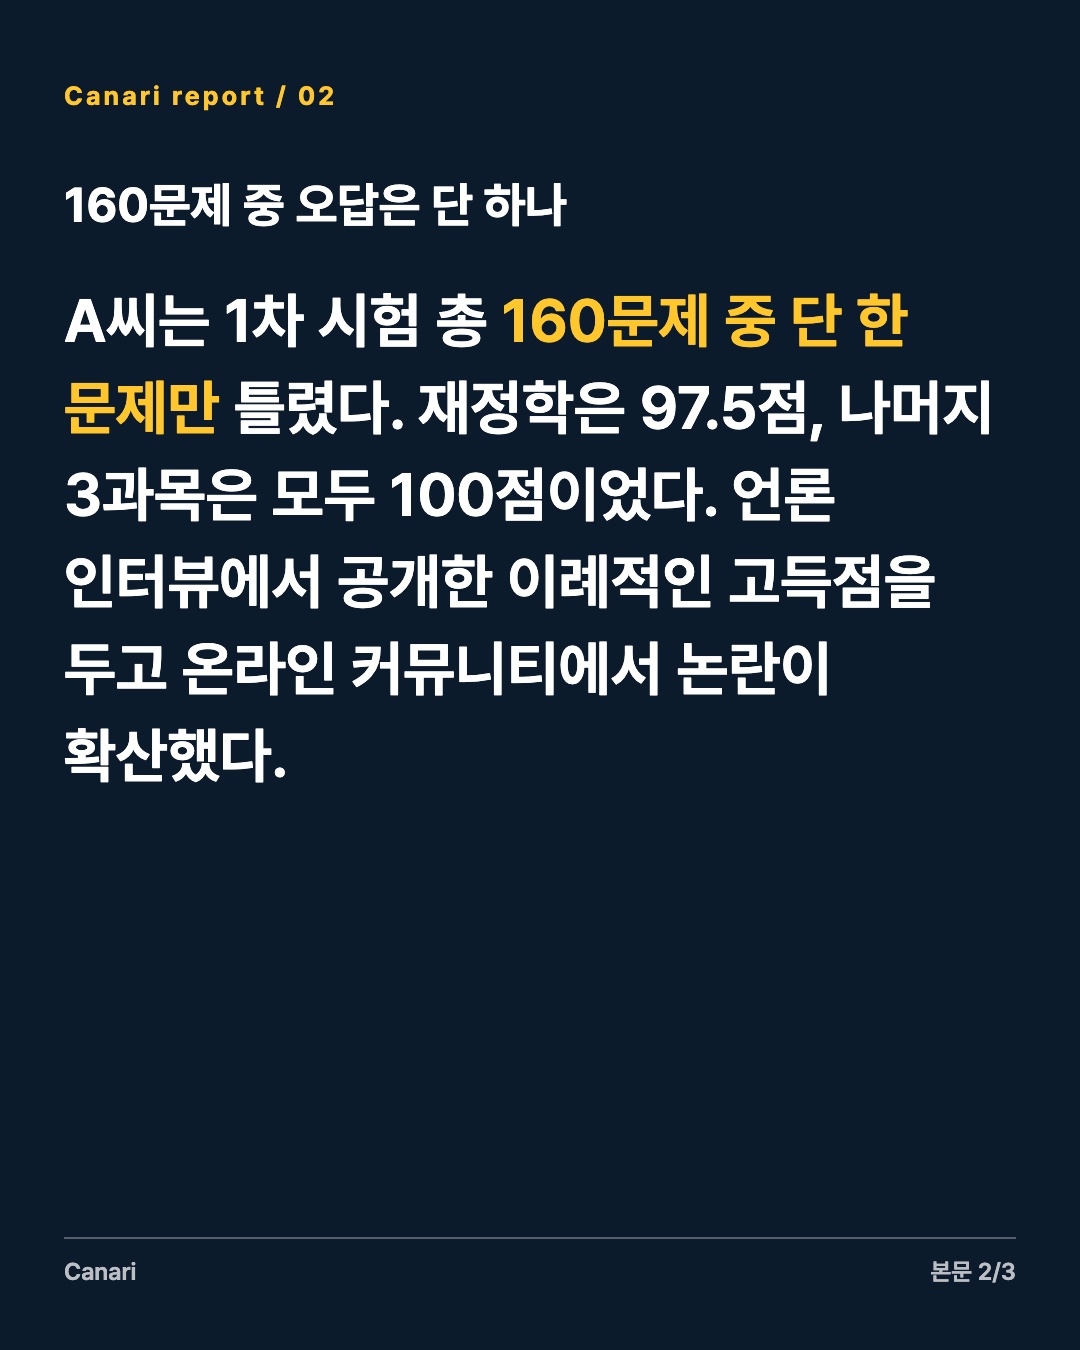 Canari report / 02
160문제 중 오답은 단 하나
A씨는 1차 시험 총 160문제 중 단 한
문제만 틀렸다. 재정학은 97.5점, 나머지
3과목은 모두 100점이었다. 언론
인터뷰에서 공개한 이례적인 고득점을
두고 온라인 커뮤니티에서 논란이
확산했다.
Canari
본문 2/3